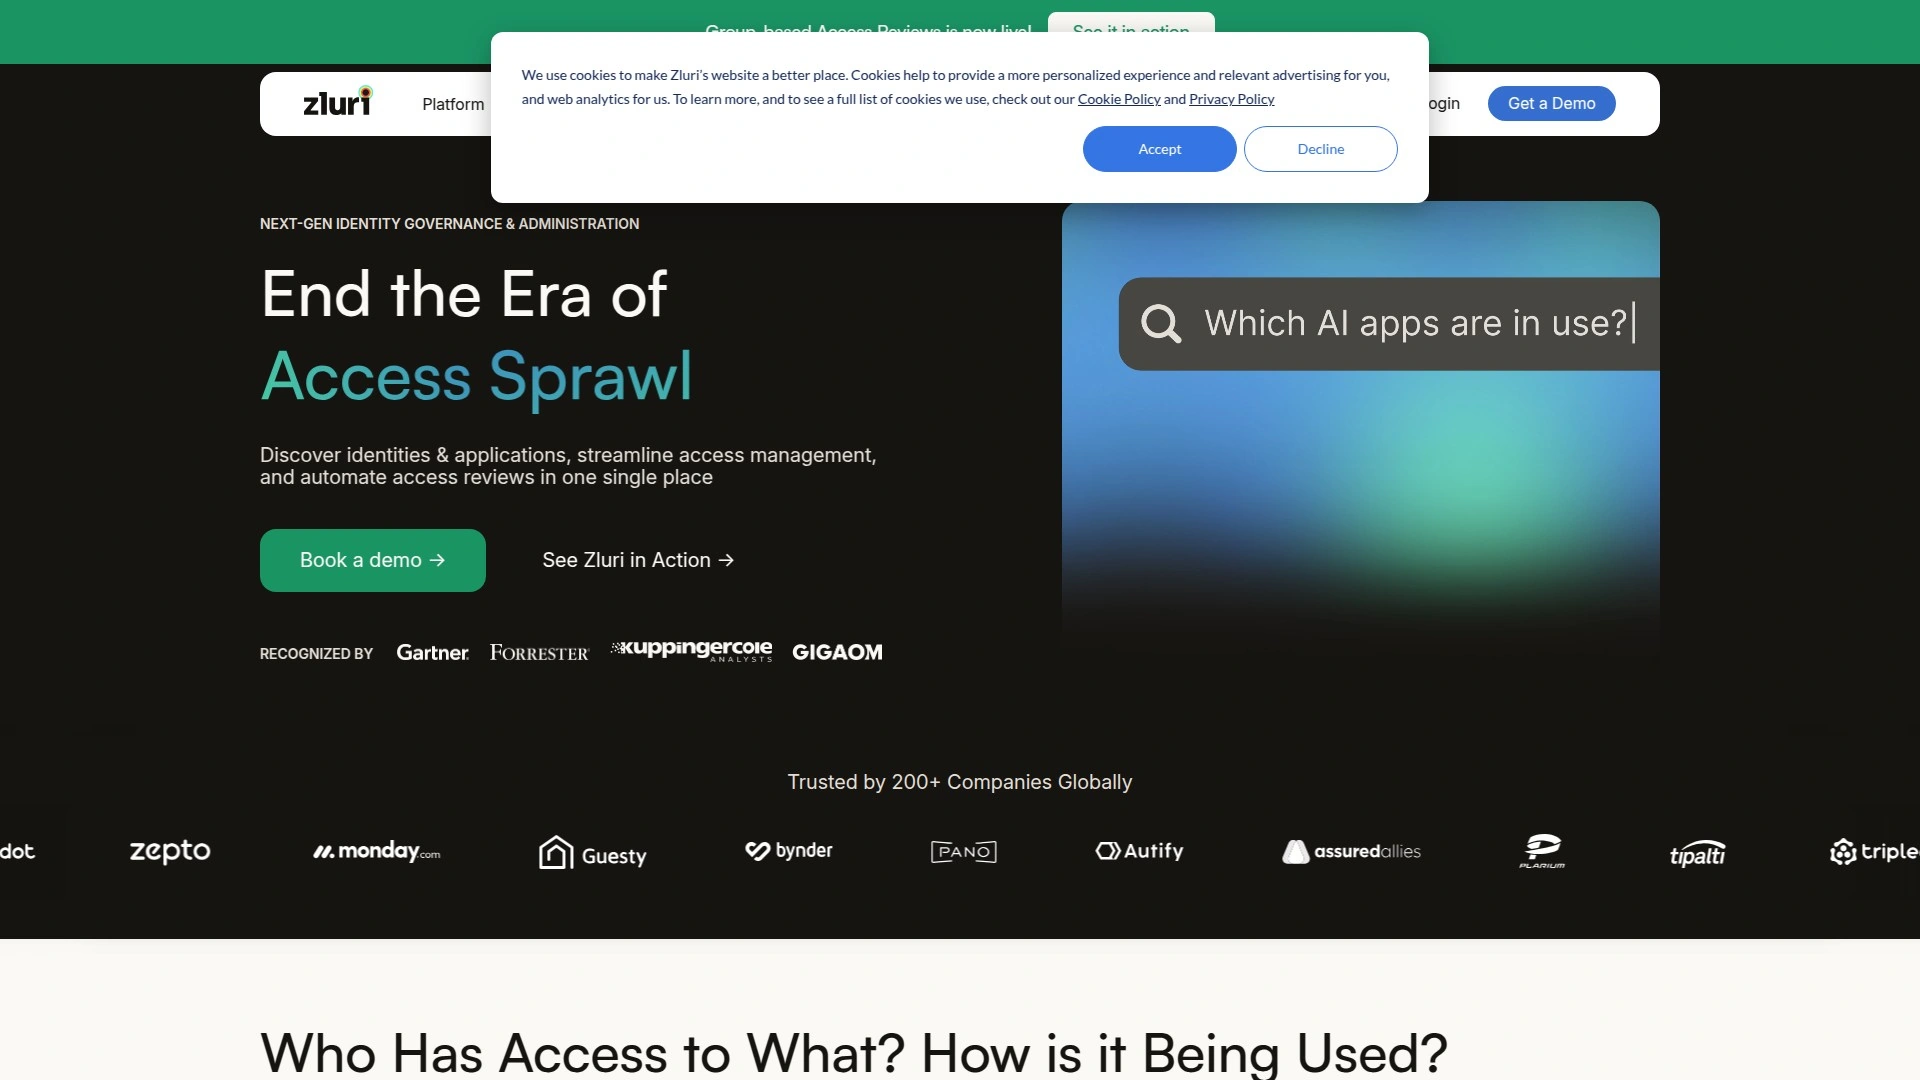 Group-based Access Reviews is now live!
See it in action
We use cookies to make Zluri's website a better place. Cookies help to provide a more personalized experience and relevant advertising for you,
and web analytics for us. To learn more, and to see a full list of cookies we use, check out our Cookie Policy and Privacy Policy
Accept
Decline
zluri
Platform
ogin
Get a Demo
NEXT-GEN IDENTITY GOVERNANCE & ADMINISTRATION
End the Era of
Access Sprawl
Discover identities & applications, streamline access management,
and automate access reviews in one single place
Book a demo →
See Zluri in Action →
Which AI apps are in use?
RECOGNIZED BY
Gartner
FORRESTER
kuppingercole
ANALYSTS
GIGAOM
Trusted by 200+ Companies Globally
dot
zepto
monday.com
Guesty
bynder
PANO
Autify
assuredallies
PLARIUM
tipalti
triple
Who Has Access to What? How is it Being Used?